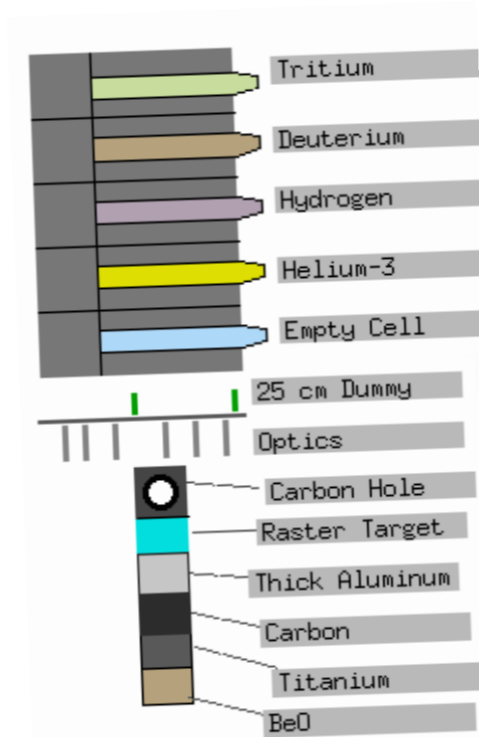 Tritium
Deuterium
Hydrogen
Helium-3
Empty Cell
25 cm Dummy
Optics
Carbon Hole
Raster Target
Thick Aluminum
Carbon
Titanium
BeO